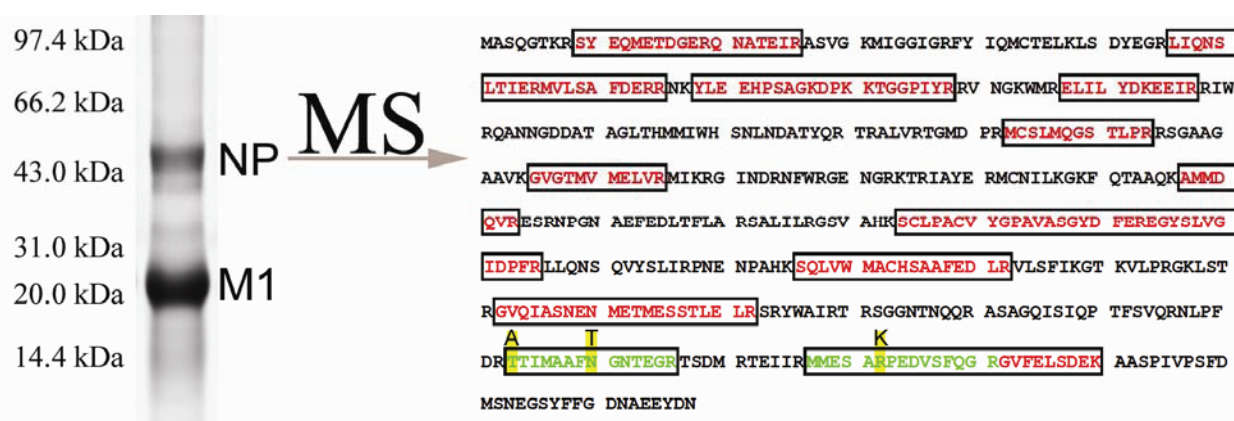 97.4 kDa
66.2 kDa
43.0 kDa
31.0 kDa
20.0 kDa
14.4 kDa
NP
M1
MS
MASQGTKRSY EQMETDGERQ NATEIRASVG KMIGGIGRFY IQMCTELKLS DYEGRLIQNS
LTIERMVLSA FDERRNKYLE EHPSAGKDPK KTGGPIYRRV NGKWMRELIL YDKEEIRRIW
RQANNGDDAT AGLTHMMIWH SNLNDATYQR TRALVRTGMD PRMCSLMQGS TLPRRSGAAG
AAVKGVGTMV MELVRMIKRG INDRNFWRGE NGRKTRIAYE RMCNILKGKF QTAAQKAMMD
QVRESRNPGN AEFEDLTFLA RSALILRGSV AHKSCLPACV YGPAVASGYD FEREGYSLVG
IDPFRLLQNS QVYSLIRPNE NPAHKSQLVW MACHSAAFED LRVLSFIKGT KVLPRGKLST
RGVQIASNEN METMESSTLE LRSRYWAIRT RSGGNTNQQR ASAGQISIQP TFSVQRNLPF
A T K
DRTTIMAAFN GNTEGRTSDM RTEIIRMMES ARPEDVSFQG RGVFELSDEK AASPIVPSFD
MSNEGSYFFG DNAEEYDN